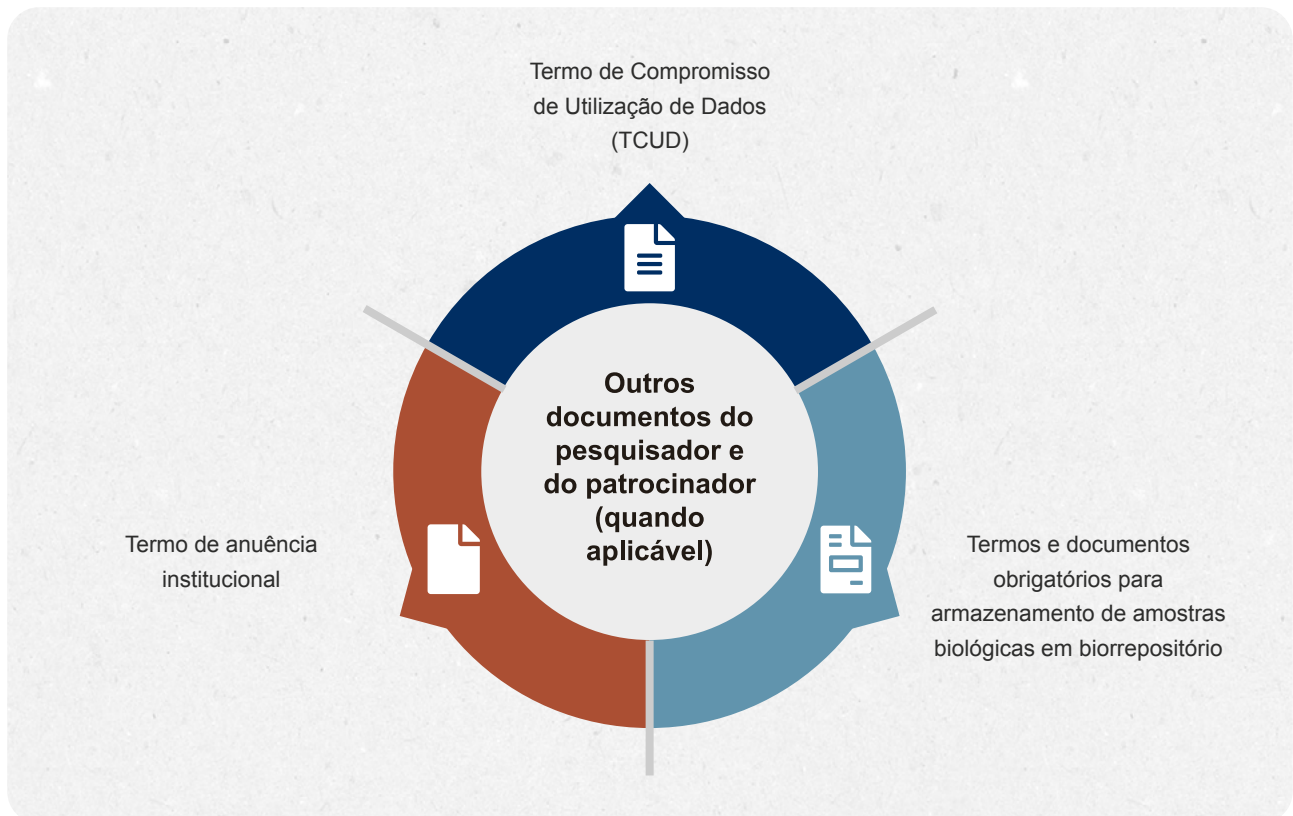 Termo de Compromisso
de Utilização de Dados
(TCUD)
Outros
documentos do
pesquisador e
do patrocinador
(quando
aplicável)
Termo de anuência
institucional
Termos e documentos
obrigatórios para
armazenamento de amostras
biológicas em biorrepositório